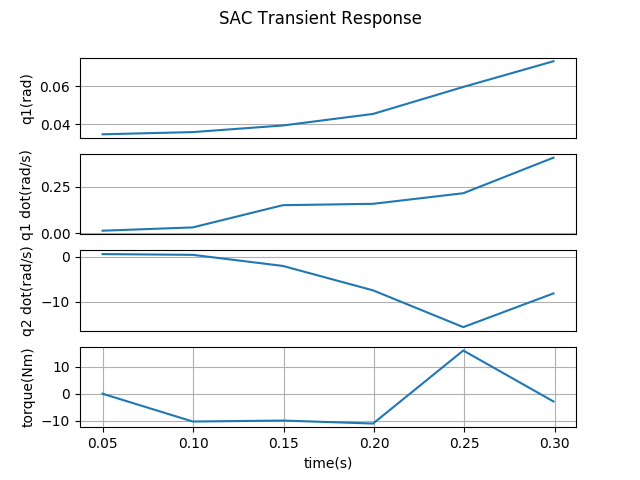 SAC Transient Response
q1(rad)
0.06
0.04
q1 dot(rad/s)
0.25
0.00
q2 dot(rad/s)
0
−10
torque(Nm)
10
0
−10
0.05 0.10 0.15 0.20 0.25 0.30
time(s)